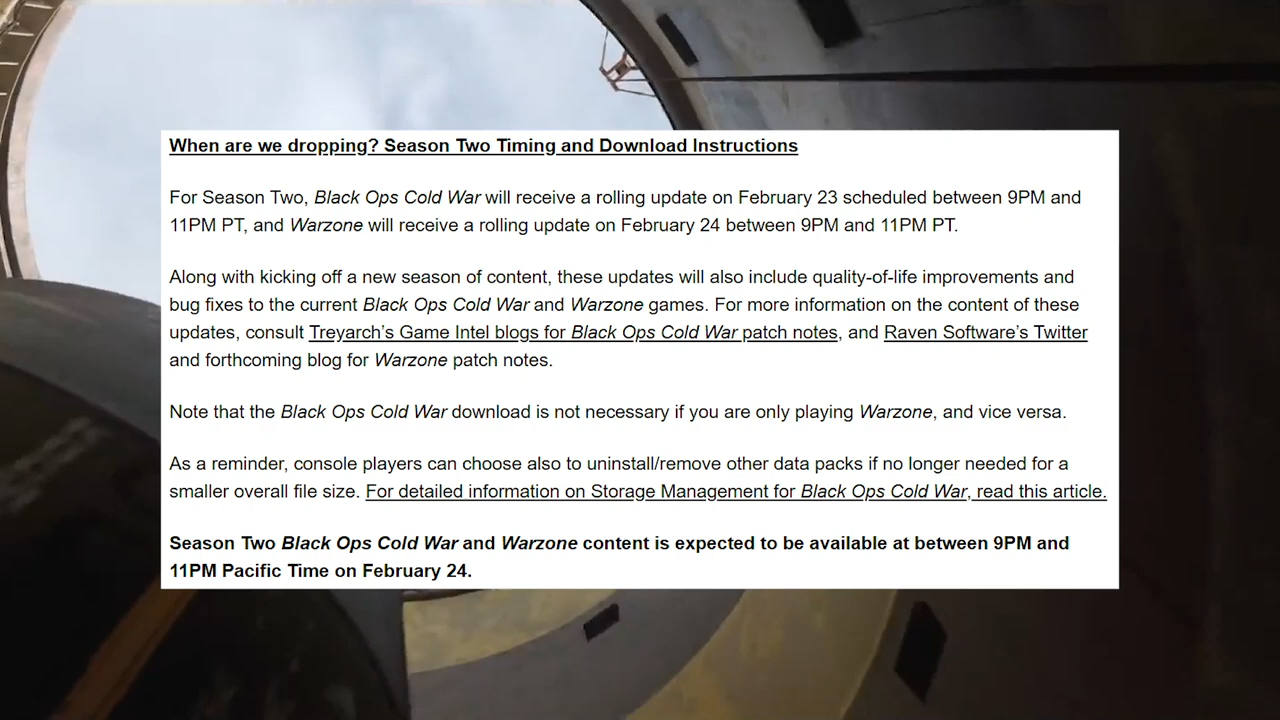 When are we dropping? Season Two Timing and Download Instructions
For Season Two, Black Ops Cold War will receive a rolling update on February 23 scheduled between 9PM and
11PM PT, and Warzone will receive a rolling update on February 24 between 9PM and 11PM PT.
Along with kicking off a new season of content, these updates will also include quality-of-life improvements and
bug fixes to the current Black Ops Cold War and Warzone games. For more information on the content of these
updates, consult Treyarch’s Game Intel blogs for Black Ops Cold War patch notes, and Raven Software’s Twitter
and forthcoming blog for Warzone patch notes.
Note that the Black Ops Cold War download is not necessary if you are only playing Warzone, and vice versa.
As a reminder, console players can choose also to uninstall/remove other data packs if no longer needed for a
smaller overall file size. For detailed information on Storage Management for Black Ops Cold War, read this article.
Season Two Black Ops Cold War and Warzone content is expected to be available at between 9PM and
11PM Pacific Time on February 24.